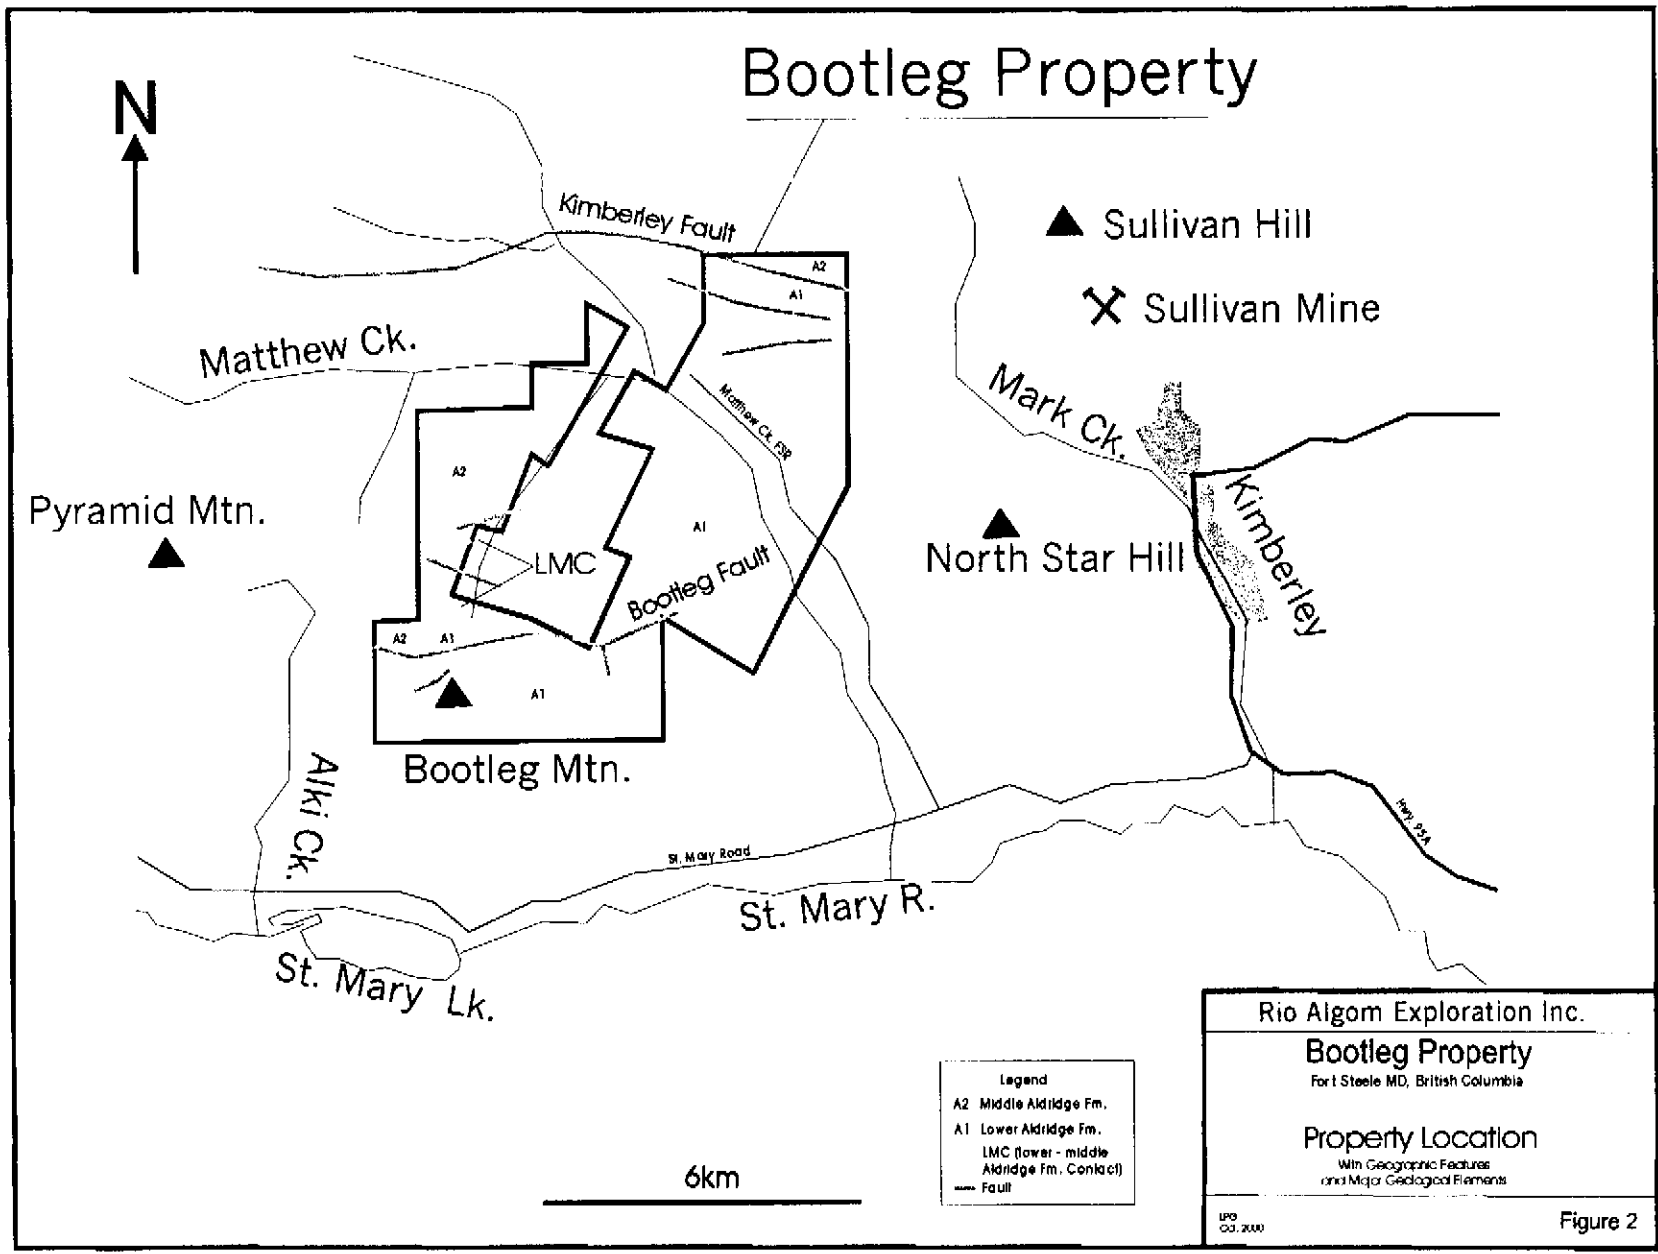 Bootleg Property
N
Kimberley Fault
Sullivan Hill
A2
A1
Sullivan Mine
Matthew Ck.
Mark Ck.
Matthew Ck. FSR
A2
Pyramid Mtn.
A1
Kimberley
North Star Hill
LMC
Bootleg Fault
A2
A1
A1
Bootleg Mtn.
Alki Ck.
Hwy. 95A
St. Mary Road
St. Mary R.
St. Mary Lk.
Rio Algom Exploration Inc.
Bootleg Property
Fort Steele MD, British Columbia
Property Location
With Geographic Features
and Major Geological Elements
LPG
Oct. 2000
Figure 2
Legend
A2 Middle Aldridge Fm.
A1 Lower Aldridge Fm.
LMC (lower - middle
Aldridge Fm. Contact)
Fault
6km